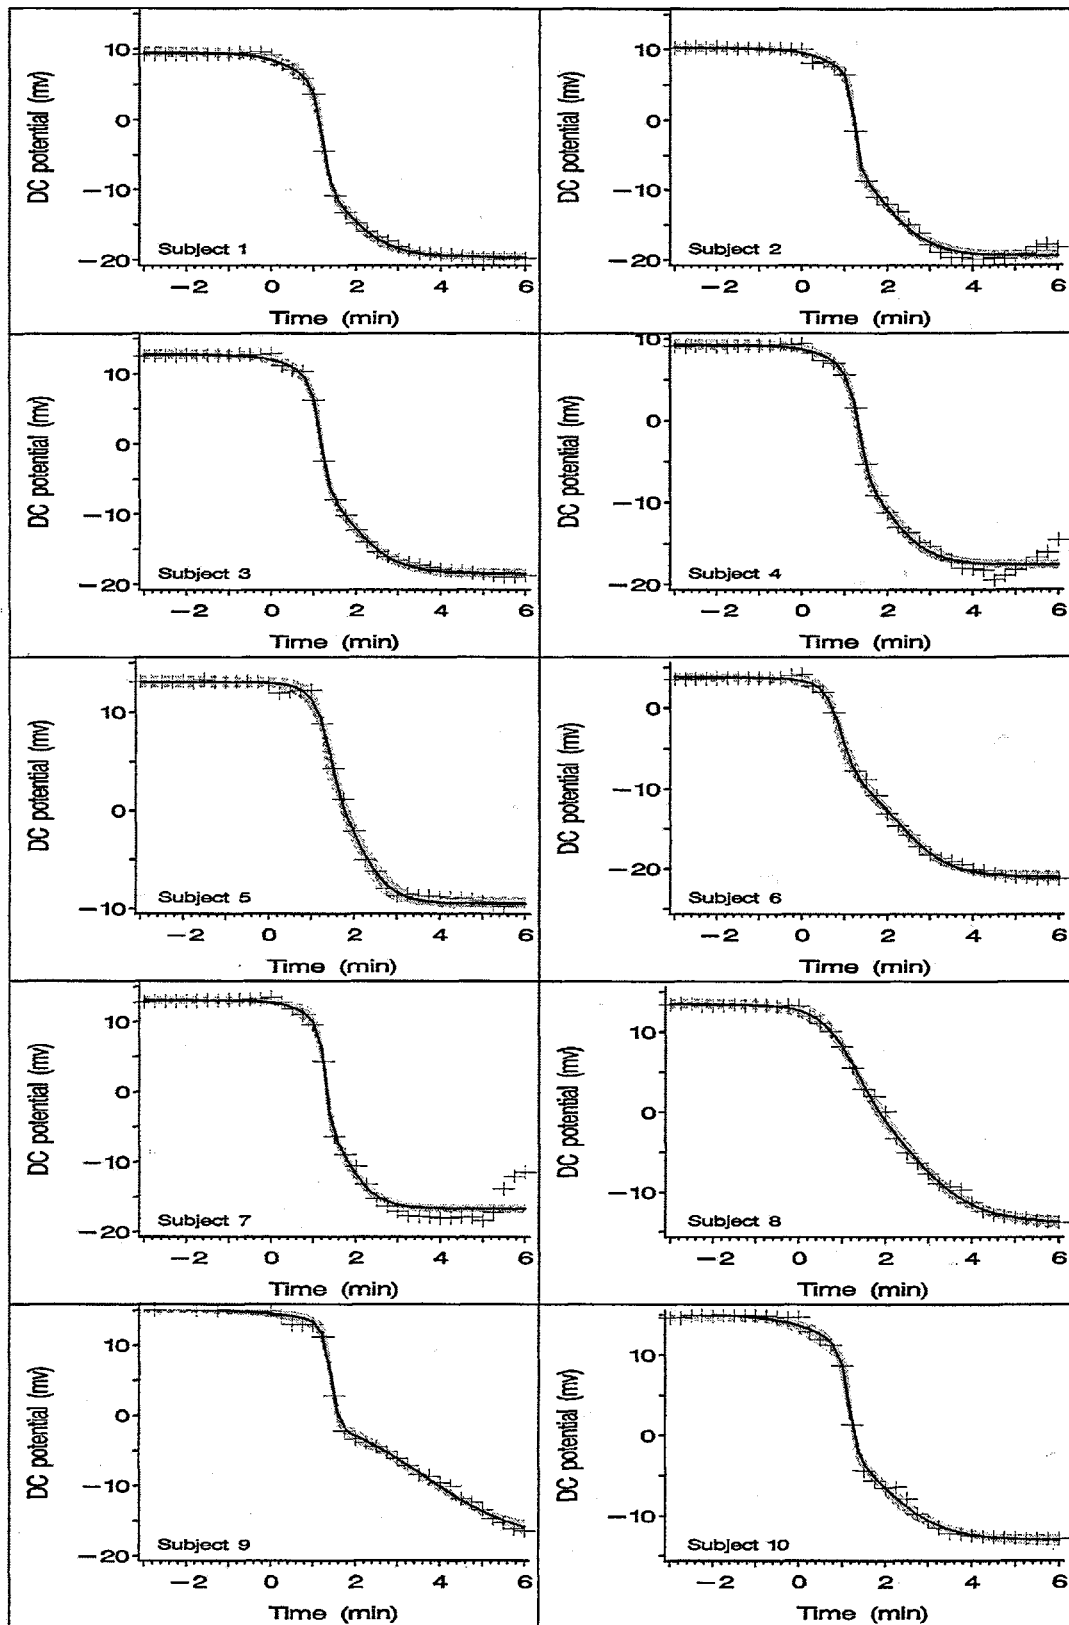 DC potential (mv)
10
0
−10
−20
Subject 1
−2 0 2 4 6
Time (min)
DC potential (mv)
10
0
−10
−20
Subject 2
−2 0 2 4 6
Time (min)
DC potential (mv)
10
0
−10
−20
Subject 3
−2 0 2 4 6
Time (min)
DC potential (mv)
10
0
−10
−20
Subject 4
−2 0 2 4 6
Time (min)
DC potential (mv)
10
0
−10
Subject 5
−2 0 2 4 6
Time (min)
DC potential (mv)
0
−10
−20
Subject 6
−2 0 2 4 6
Time (min)
DC potential (mv)
10
0
−10
−20
Subject 7
−2 0 2 4 6
Time (min)
DC potential (mv)
10
0
−10
Subject 8
−2 0 2 4 6
Time (min)
DC potential (mv)
10
0
−10
−20
Subject 9
−2 0 2 4 6
Time (min)
DC potential (mv)
10
0
−10
Subject 10
−2 0 2 4 6
Time (min)